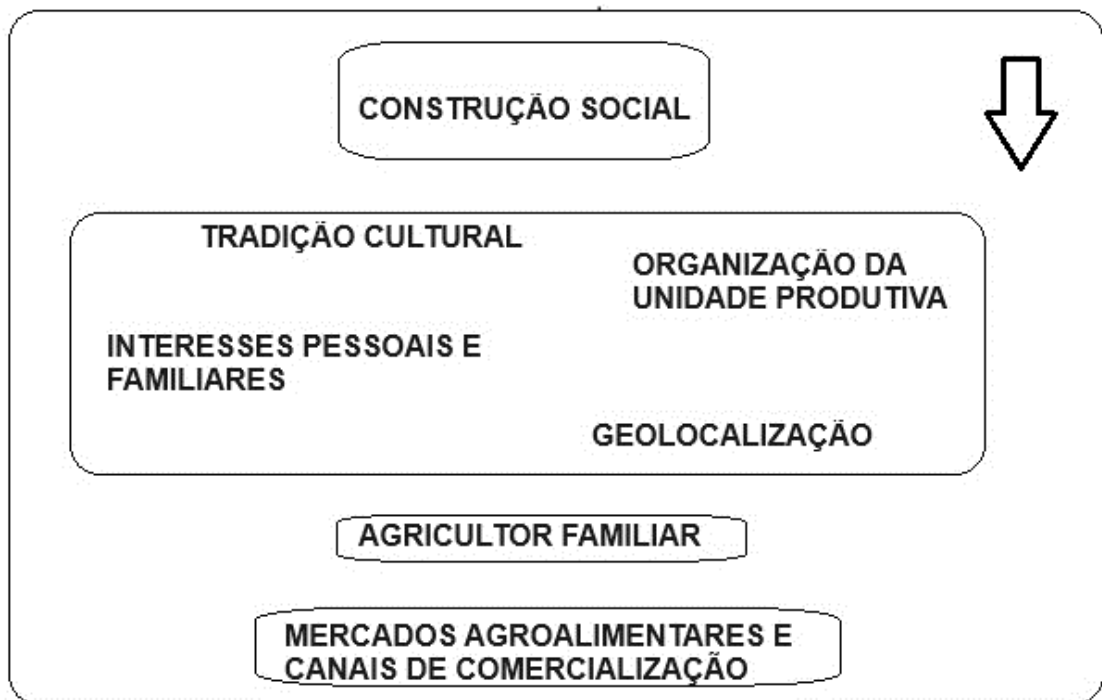 CONSTRUÇÃO SOCIAL
TRADIÇÃO CULTURAL
ORGANIZAÇÃO DA
UNIDADE PRODUTIVA
INTERESSES PESSOAIS E
FAMILIARES
GEOLOCALIZAÇÃO
AGRICULTOR FAMILIAR
MERCADOS AGROALIMENTARES E
CANAIS DE COMERCIALIZAÇÃO